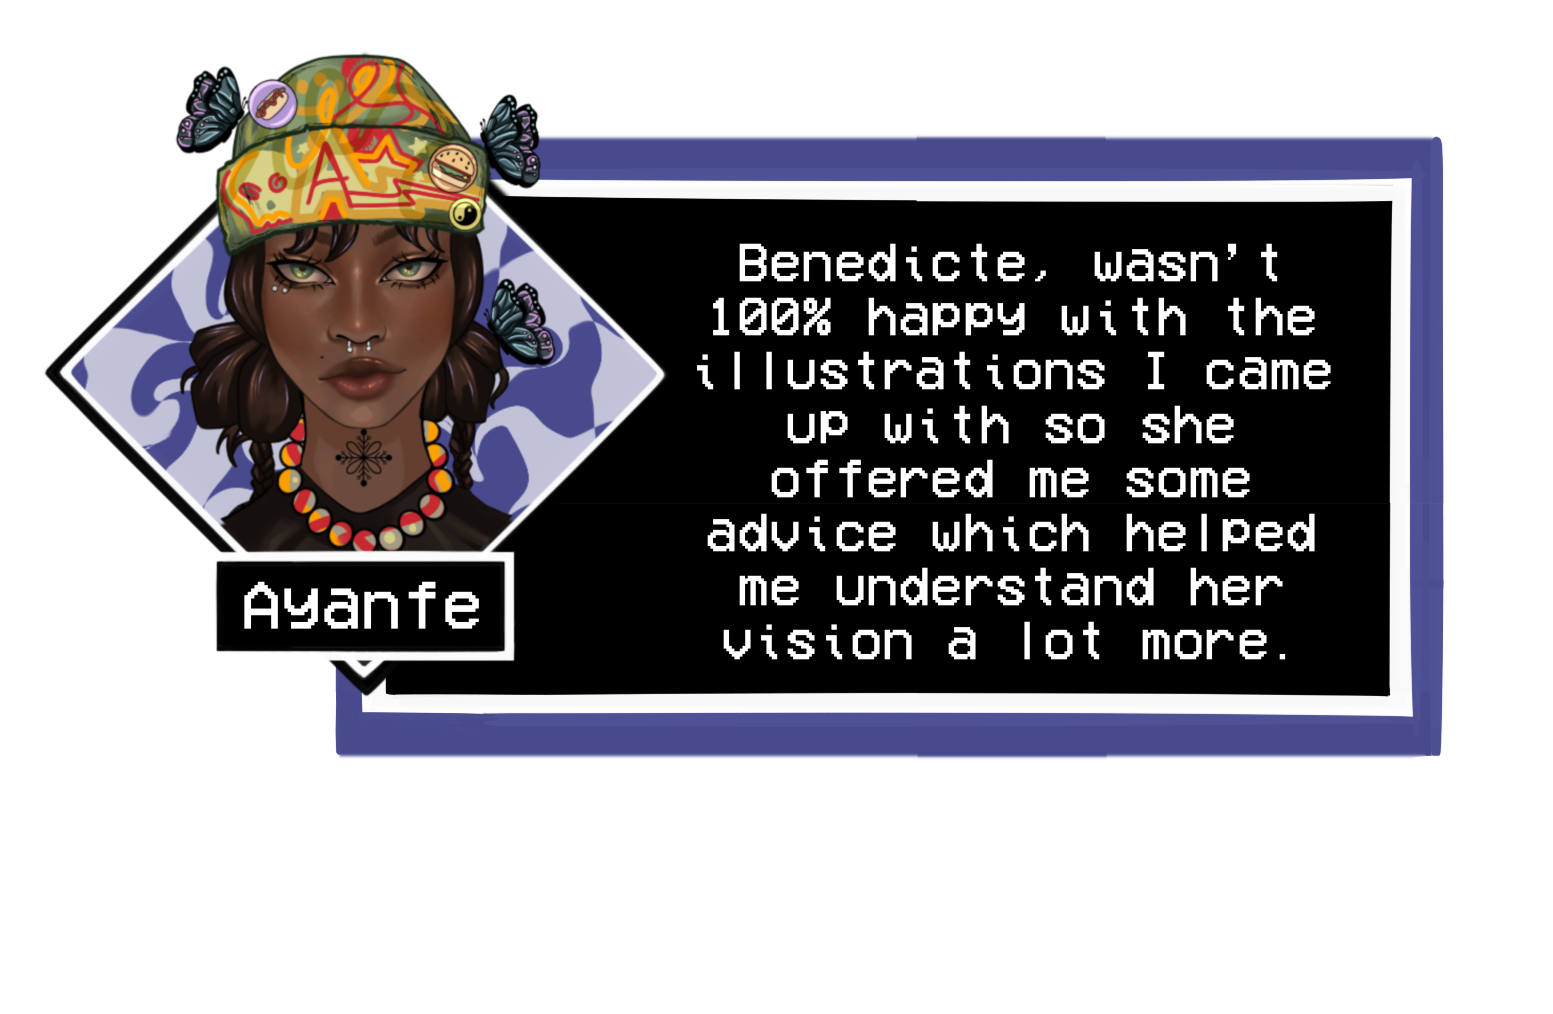 A
Benedicte, wasn't
100% happy with the
illustrations I came
up with so she
offered me some
advice which helped
me understand her
vision a lot more.
Ayanfe